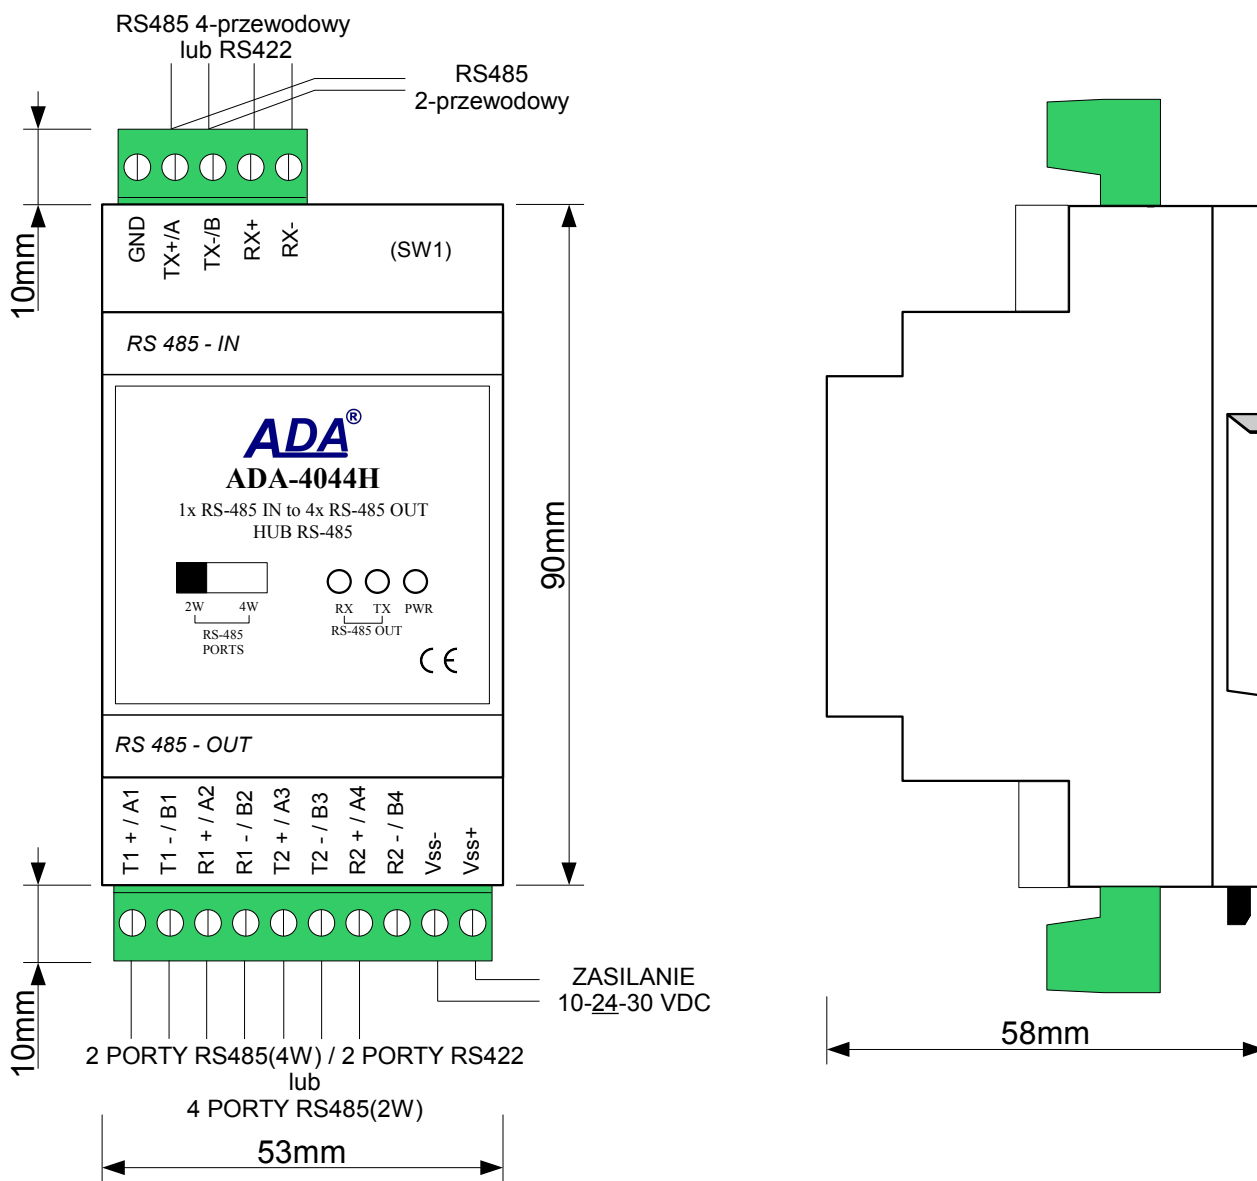 RS485 4-przewodowy
lub RS422
RS485
2-przewodowy
10mm
GND
TX+/A
TX-/B
RX+
RX-
(SW1)
RS 485 - IN
ADA®
ADA-4044H
1x RS-485 IN to 4x RS-485 OUT
HUB RS-485
2W 4W
RS-485
PORTS
RX TX PWR
RS-485 OUT
CE
90mm
RS 485 - OUT
T1 + / A1
T1 - / B1
R1 + / A2
R1 - / B2
T2 + / A3
T2 - / B3
R2 + / A4
R2 - / B4
Vss-
Vss+
10mm
ZASILANIE
10-24-30 VDC
2 PORTY RS485(4W) / 2 PORTY RS422
lub
4 PORTY RS485(2W)
53mm
58mm